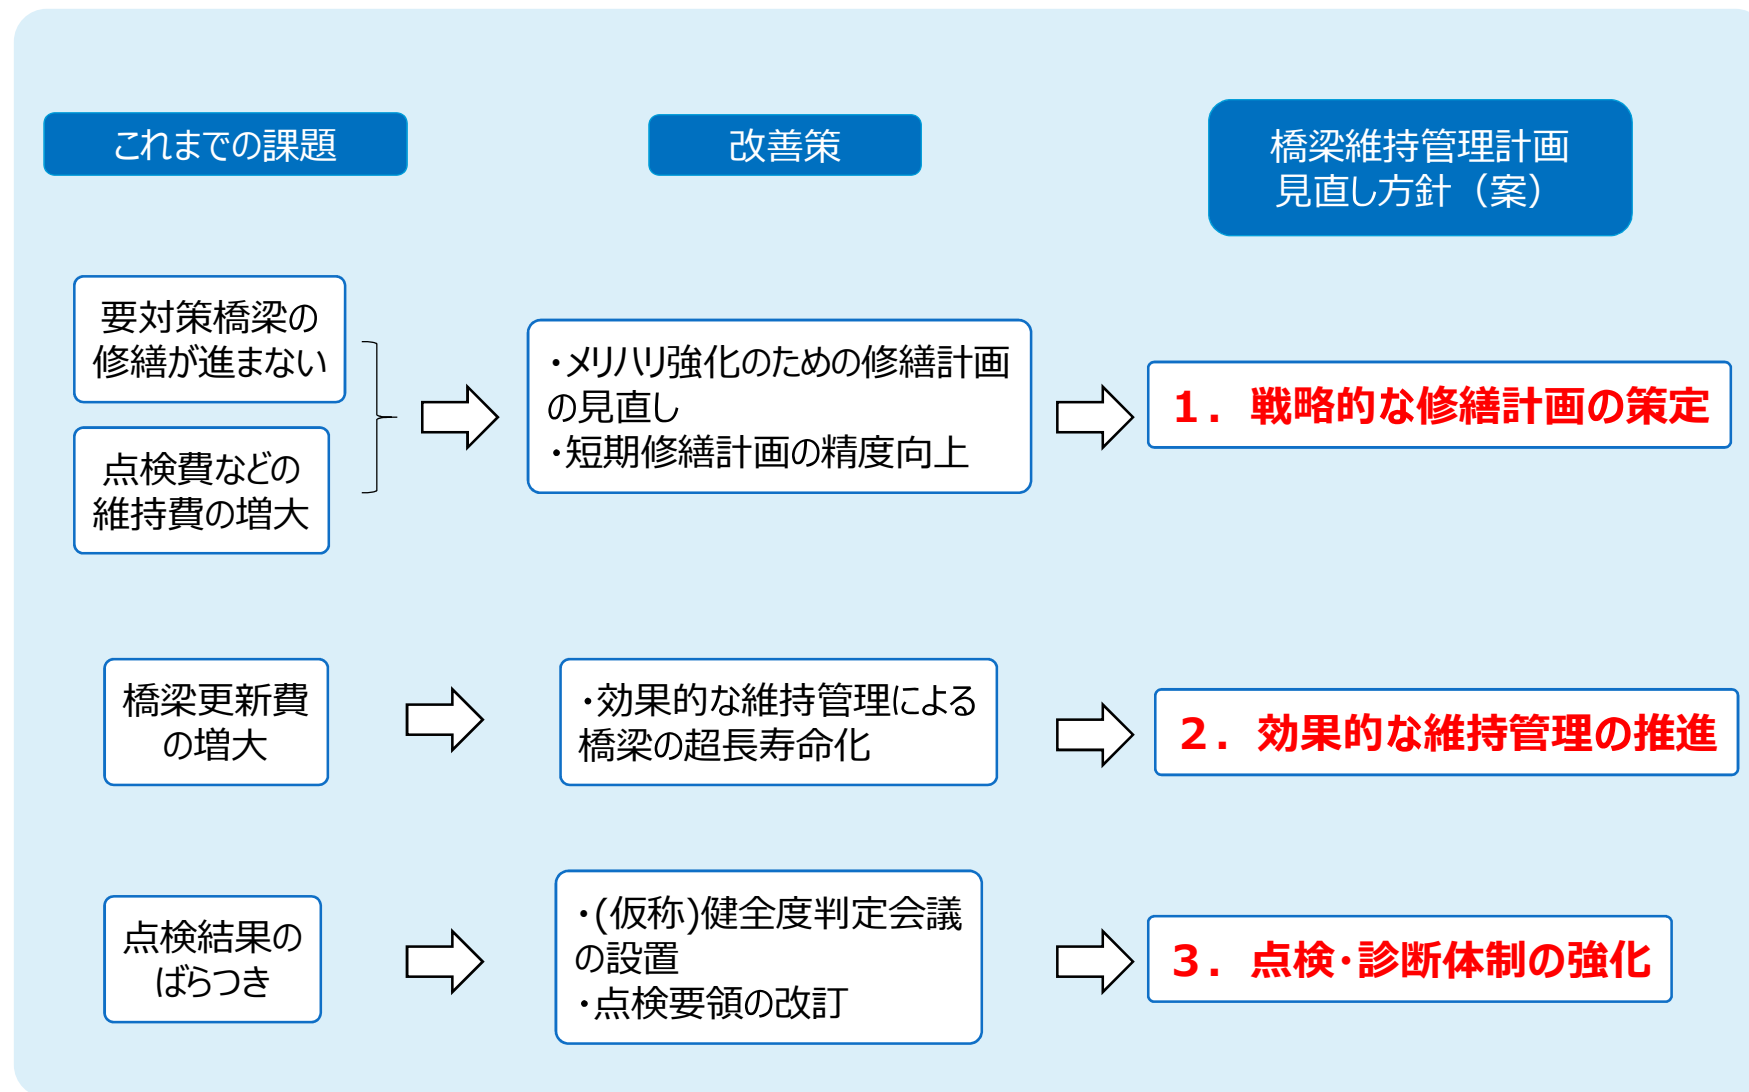 これまでの課題
改善策
橋梁維持管理計画
見直し方針（案）
要対策橋梁の
修繕が進まない
点検費などの
維持費の増大
・メリハリ強化のための修繕計画
の見直し
・短期修繕計画の精度向上
１．戦略的な修繕計画の策定
橋梁更新費
の増大
・効果的な維持管理による
橋梁の超長寿命化
２．効果的な維持管理の推進
点検結果の
ばらつき
・(仮称)健全度判定会議
の設置
・点検要領の改訂
３．点検・診断体制の強化